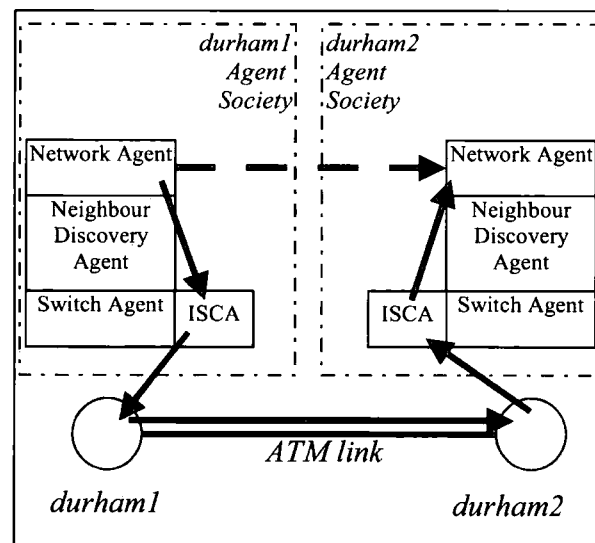 durham1
Agent
Society
durham2
Agent
Society
Network Agent
Neighbour
Discovery
Agent
Switch Agent
ISCA
Network Agent
Neighbour
Discovery
Agent
ISCA
Switch Agent
ATM link
durham1
durham2